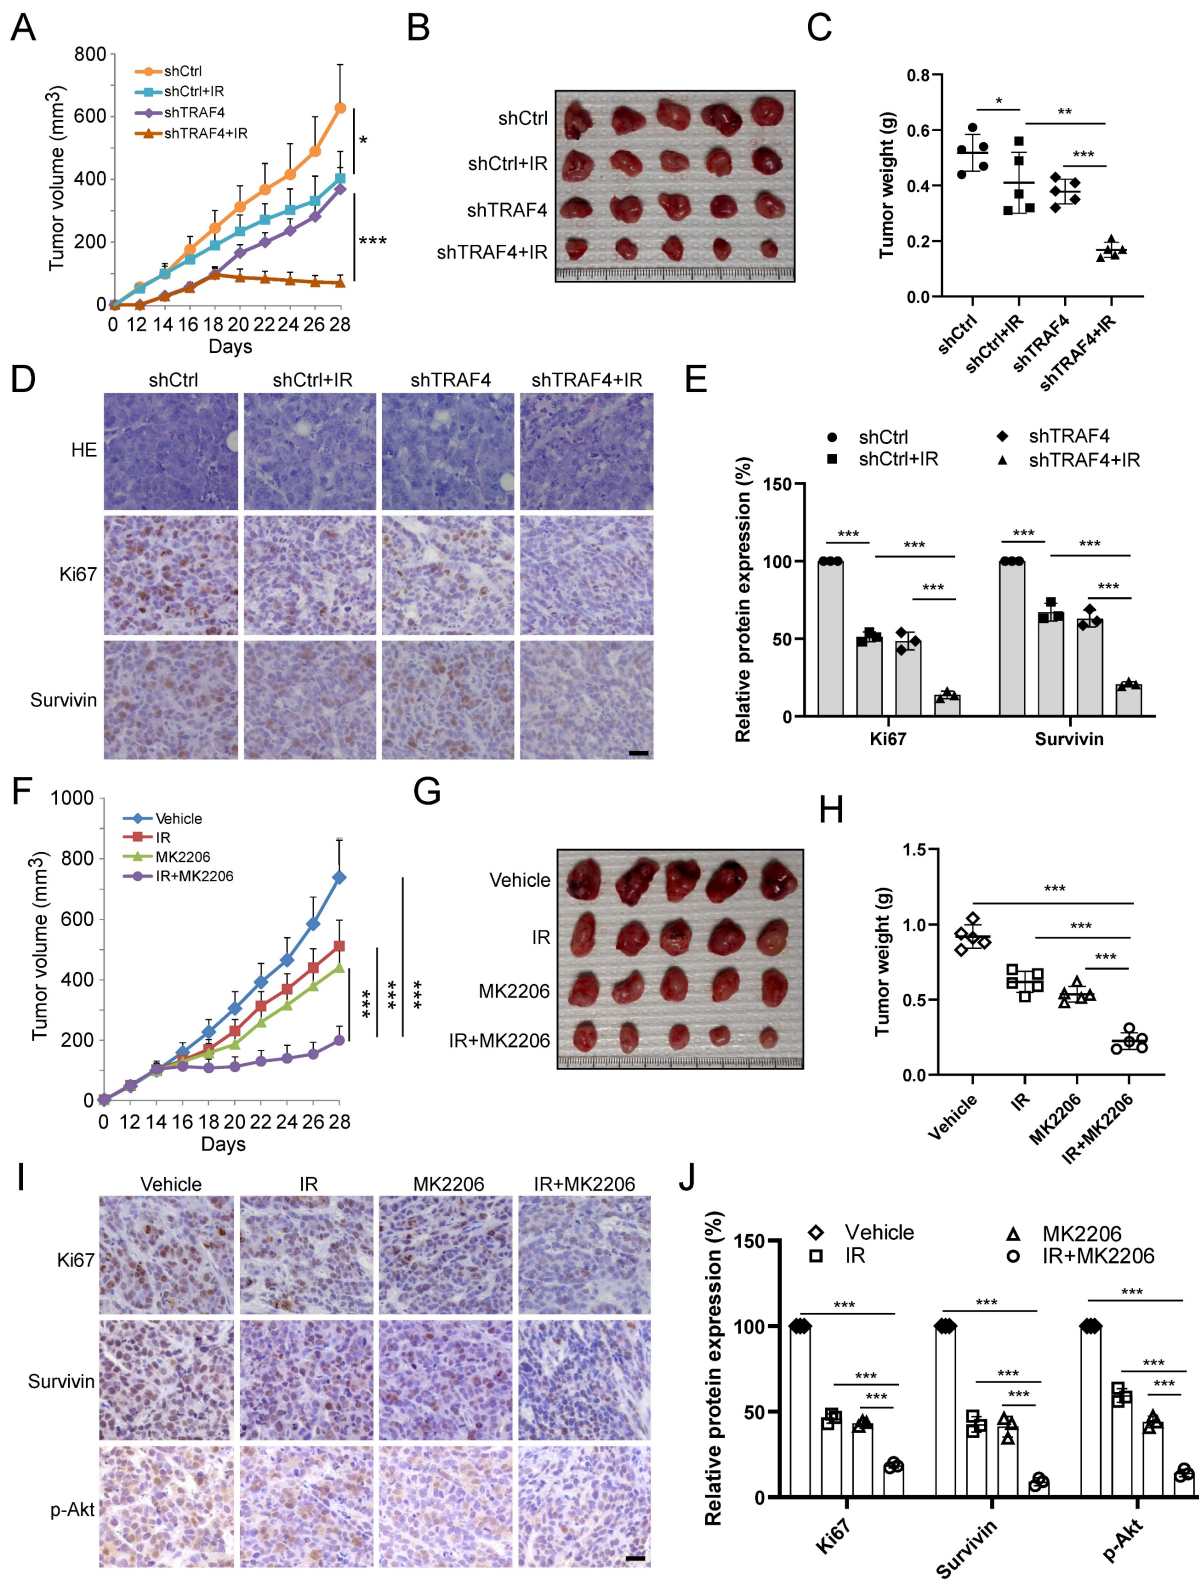 A
Tumor volume (mm3)
800
600
400
200
0
shCtrl
shCtrl+IR
shTRAF4
shTRAF4+IR
*
***
0 12 14 16 18 20 22 24 26 28
Days
B
shCtrl
shCtrl+IR
shTRAF4
shTRAF4+IR
C
Tumor weight (g)
0.8
0.6
0.4
0.2
0.0
*
**
***
shCtrl
shCtrl+IR
shTRAF4
shTRAF4+IR
D
shCtrl shCtrl+IR shTRAF4 shTRAF4+IR
HE
Ki67
Survivin
E
shCtrl
shCtrl+IR
shTRAF4
shTRAF4+IR
Relative protein expression (%)
150
100
50
0
*** *** ***
*** *** ***
Ki67 Survivin
F
Tumor volume (mm3)
1000
800
600
400
200
0
Vehicle
IR
MK2206
IR+MK2206
*** *** ***
0 12 14 16 18 20 22 24 26 28
Days
G
Vehicle
IR
MK2206
IR+MK2206
H
Tumor weight (g)
1.5
1.0
0.5
0.0
***
***
***
Vehicle
IR
MK2206
IR+MK2206
I
Vehicle IR MK2206 IR+MK2206
Ki67
Survivin
p-Akt
J
Vehicle
IR
MK2206
IR+MK2206
Relative protein expression (%)
150
100
50
0
*** *** ***
*** *** ***
*** *** ***
Ki67
Survivin
p-Akt